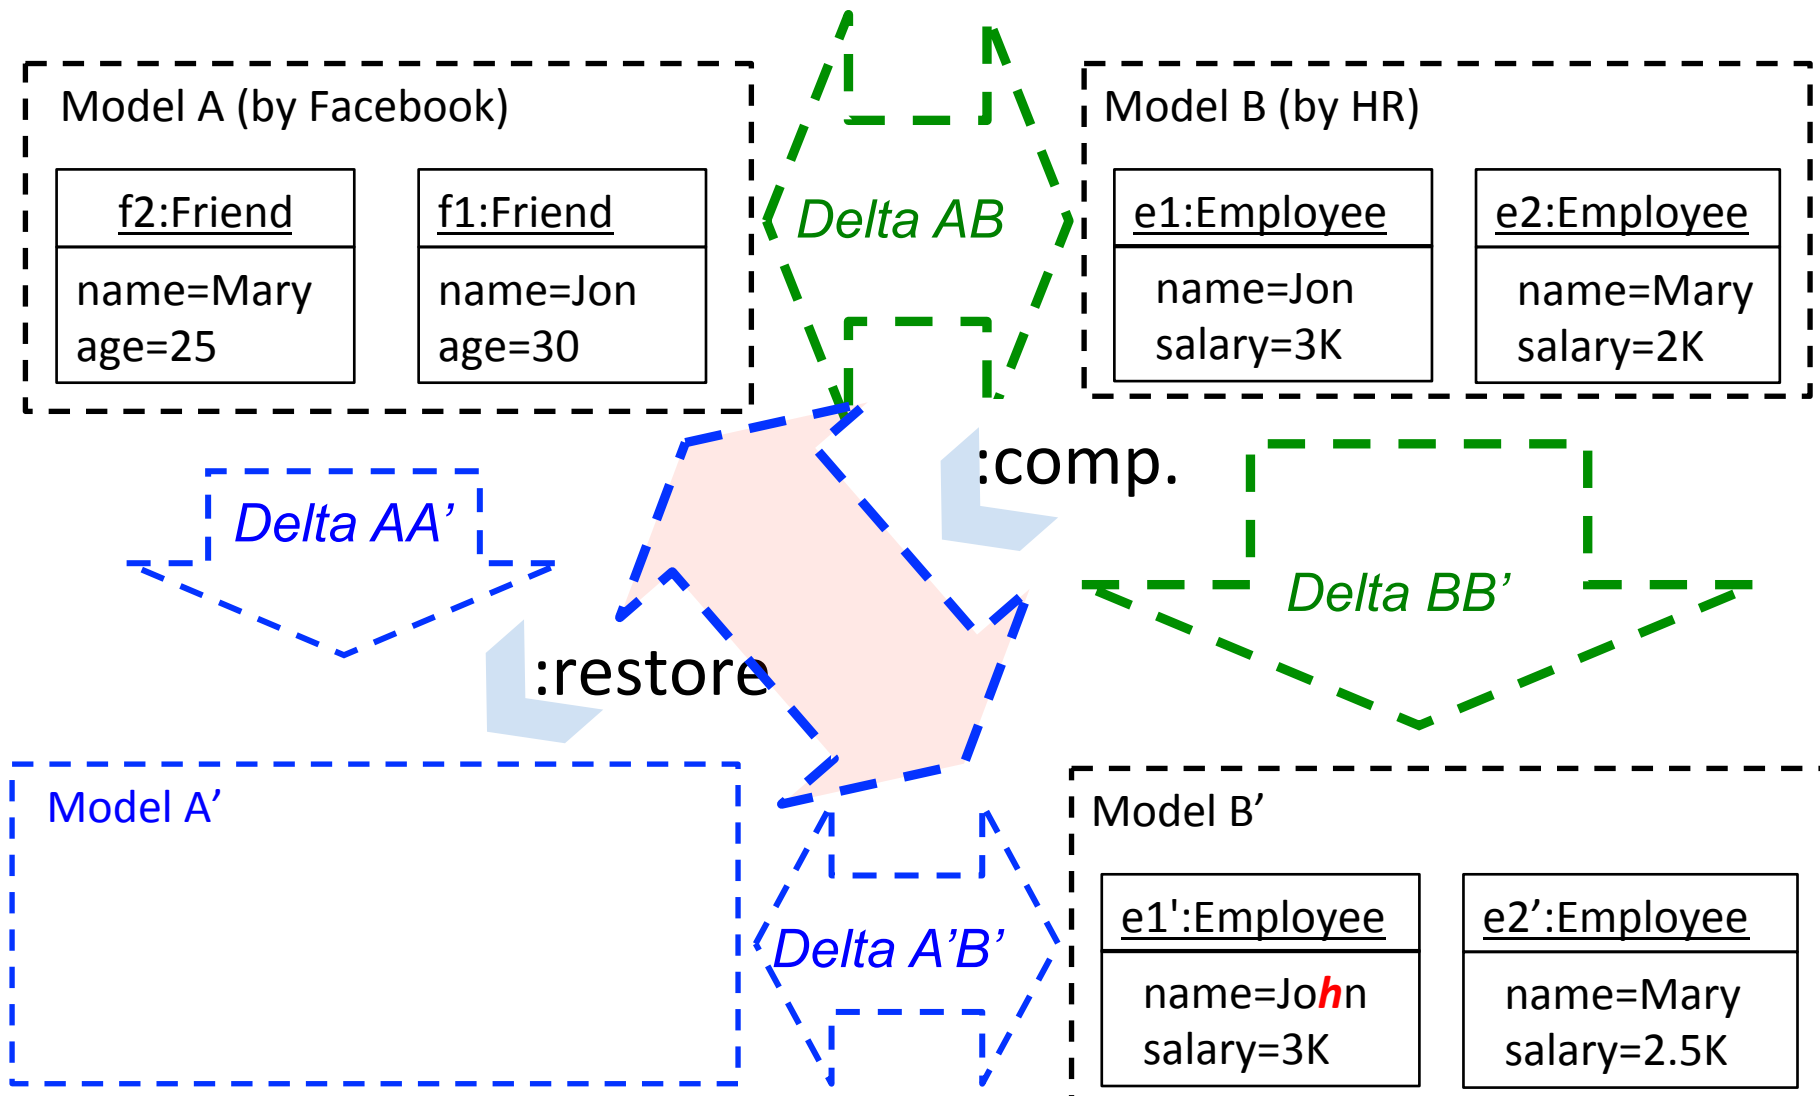 Model A (by Facebook)
f2:Friend
name=Mary
age=25
f1:Friend
name=Jon
age=30
Delta AB
Model B (by HR)
e1:Employee
name=Jon
salary=3K
e2:Employee
name=Mary
salary=2K
:comp.
Delta AA’
Delta BB’
:restore
Model A’
Delta A’B’
Model B’
e1':Employee
name=John
salary=3K
e2’:Employee
name=Mary
salary=2.5K